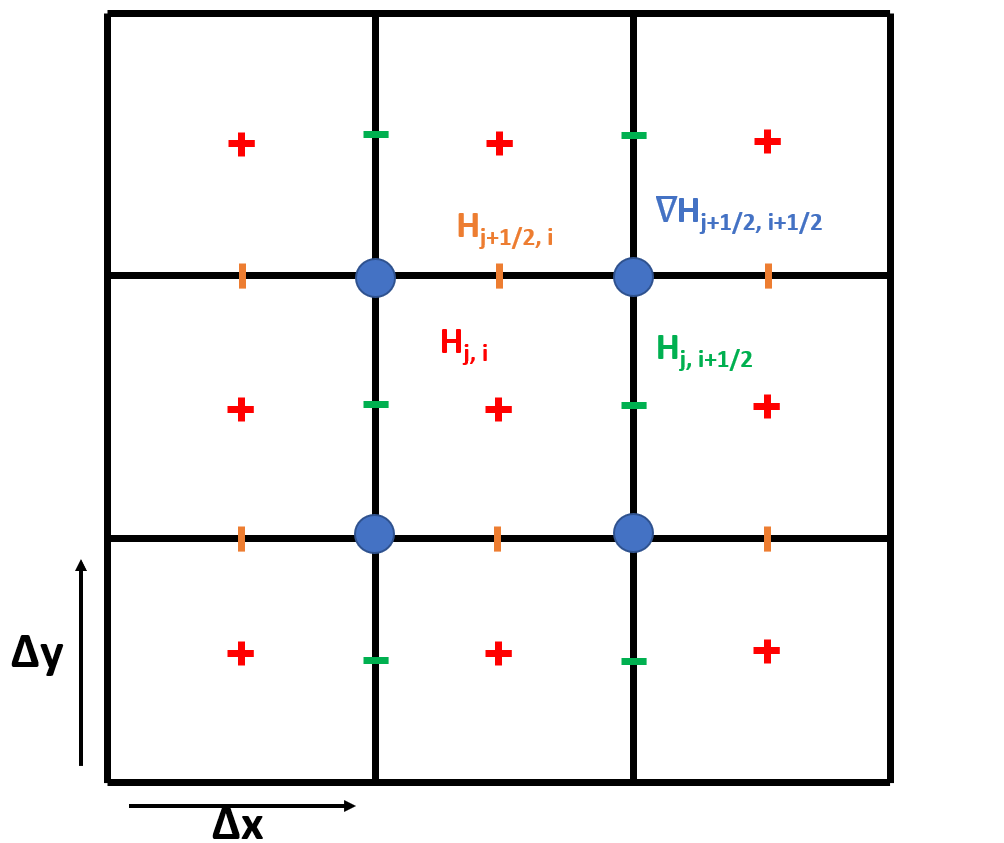 ∇H j+1/2, i+1/2
H j+1/2, i
H j, i
H j, i+1/2
Δy
Δx